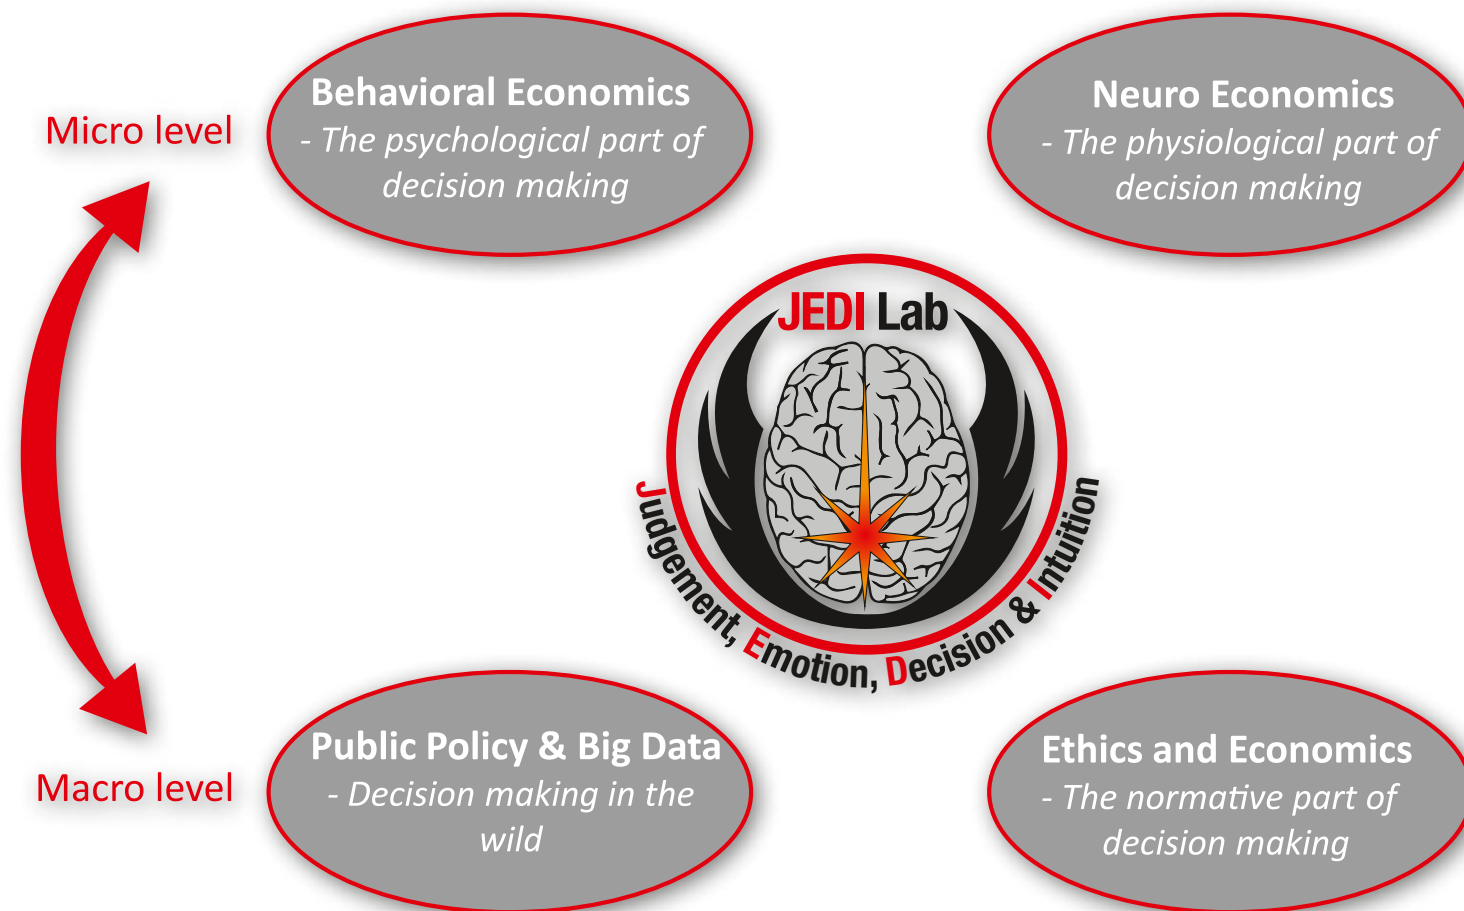 Behavioral Economics
- The psychological part of
decision making
Neuro Economics
- The physiological part of
decision making
Micro level
JEDI Lab
Judgement, Emotion, Decision & Intuition
Public Policy & Big Data
- Decision making in the
wild
Ethics and Economics
- The normative part of
decision making
Macro level